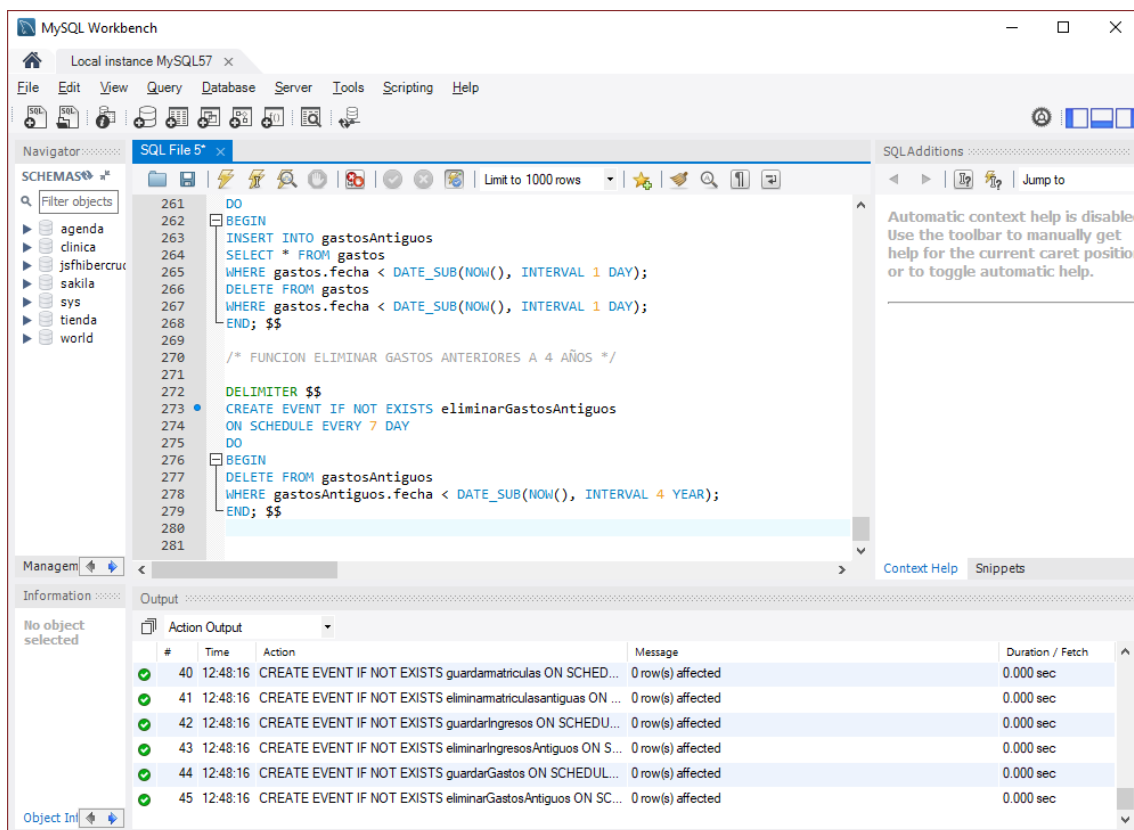 MySQL Workbench
Local instance MySQL57
File Edit View Query Database Server Tools Scripting Help
Navigator
SCHEMAS
Filter objects
agenda
clinica
jsfhibercruc
sakila
sys
tienda
world
Managem
SQL File 5*
Limit to 1000 rows
261 DO
262 BEGIN
263 INSERT INTO gastosAntiguos
264 SELECT * FROM gastos
265 WHERE gastos.fecha < DATE_SUB(NOW(), INTERVAL 1 DAY);
266 DELETE FROM gastos
267 WHERE gastos.fecha < DATE_SUB(NOW(), INTERVAL 1 DAY);
268 END; $$
269
270 /* FUNCION ELIMINAR GASTOS ANTERIORES A 4 AÑOS */
271
272 DELIMITER $$
273 CREATE EVENT IF NOT EXISTS eliminarGastosAntiguos
274 ON SCHEDULE EVERY 7 DAY
275 DO
276 BEGIN
277 DELETE FROM gastosAntiguos
278 WHERE gastosAntiguos.fecha < DATE_SUB(NOW(), INTERVAL 4 YEAR);
279 END; $$
280
281
SQLAdditions
Jump to
Automatic context help is disable
Use the toolbar to manually get
help for the current caret positio
or to toggle automatic help.
Context Help Snippets
Information
No object
selected
Object Inf
Output
Action Output
# Time Action Message Duration / Fetch
40 12:48:16 CREATE EVENT IF NOT EXISTS guardarmatriculas ON SCHED... 0 row(s) affected 0.000 sec
41 12:48:16 CREATE EVENT IF NOT EXISTS eliminarmatriculasantiguas ON ... 0 row(s) affected 0.000 sec
42 12:48:16 CREATE EVENT IF NOT EXISTS guardarIngresos ON SCHEDU... 0 row(s) affected 0.000 sec
43 12:48:16 CREATE EVENT IF NOT EXISTS eliminarIngresosAntiguos ON S... 0 row(s) affected 0.000 sec
44 12:48:16 CREATE EVENT IF NOT EXISTS guardarGastos ON SCHEDUL... 0 row(s) affected 0.000 sec
45 12:48:16 CREATE EVENT IF NOT EXISTS eliminarGastosAntiguos ON SC... 0 row(s) affected 0.000 sec